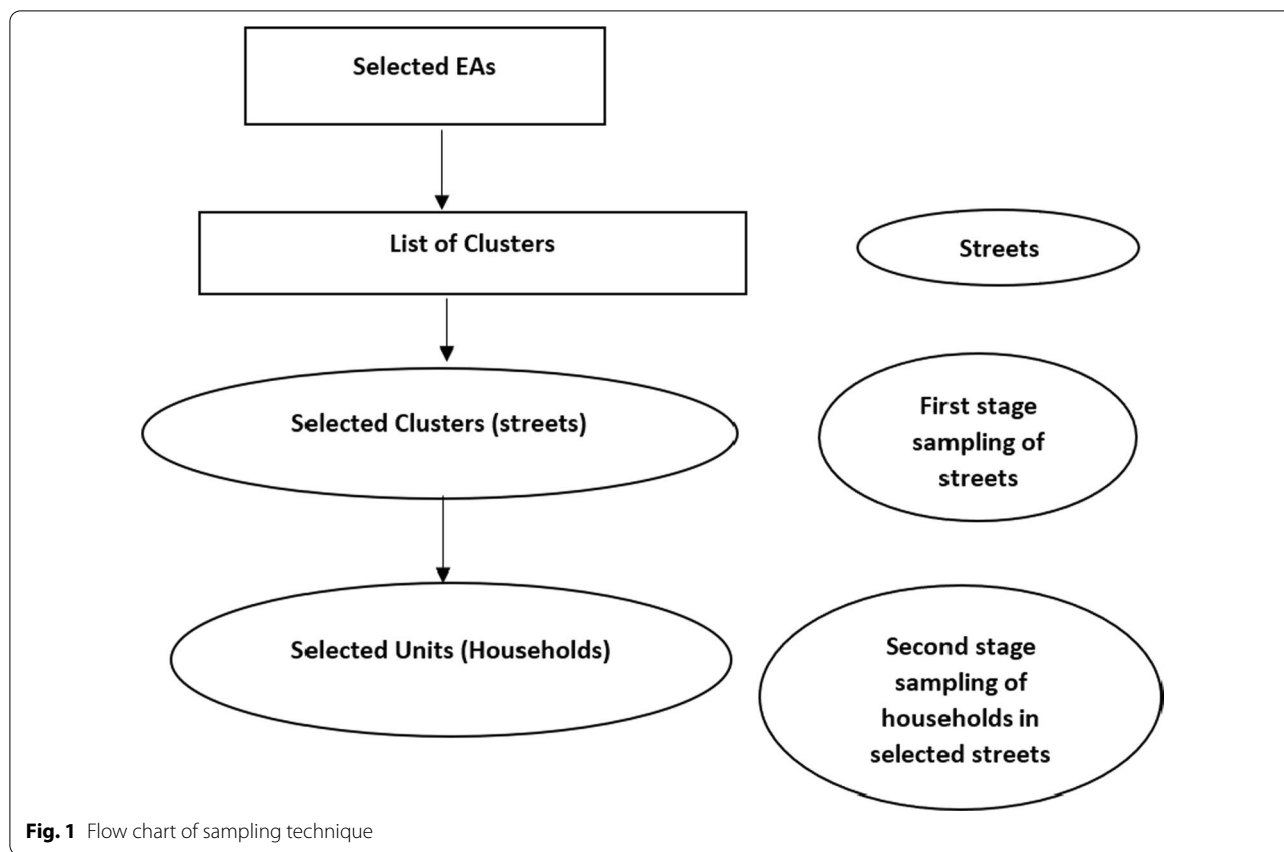 Selected EAs
List of Clusters
Streets
Selected Clusters (streets)
First stage
sampling of
streets
Selected Units (Households)
Second stage
sampling of
households in
selected streets
Fig. 1 Flow chart of sampling technique